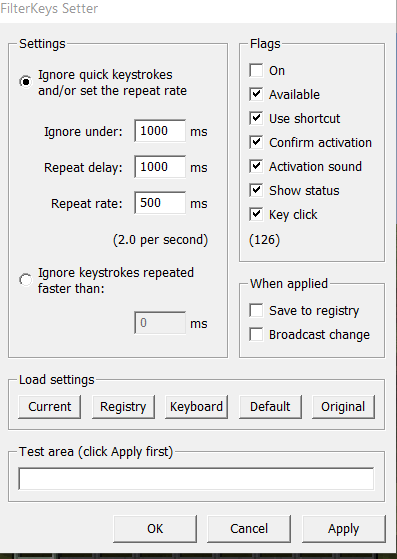 FilterKeys Setter
Settings
Ignore quick keystrokes
and/or set the repeat rate
Ignore under: 1000 ms
Repeat delay: 1000 ms
Repeat rate: 500 ms
(2.0 per second)
Ignore keystrokes repeated
faster than:
0 ms
Flags
On
Available
Use shortcut
Confirm activation
Activation sound
Show status
Key click
(126)
When applied
Save to registry
Broadcast change
Load settings
Current Registry Keyboard Default Original
Test area (click Apply first)
OK Cancel Apply